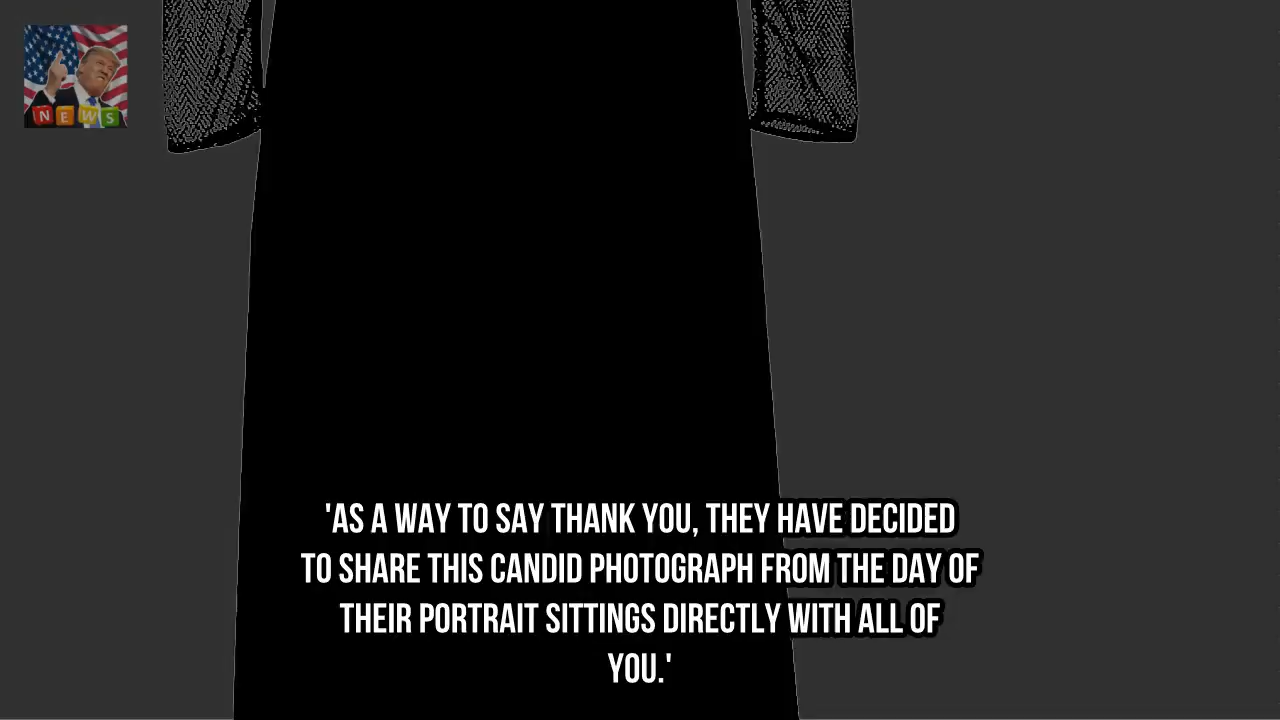 NEWS
'AS A WAY TO SAY THANK YOU, THEY HAVE DECIDED
TO SHARE THIS CANDID PHOTOGRAPH FROM THE DAY OF
THEIR PORTRAIT SITTINGS DIRECTLY WITH ALL OF
YOU.'